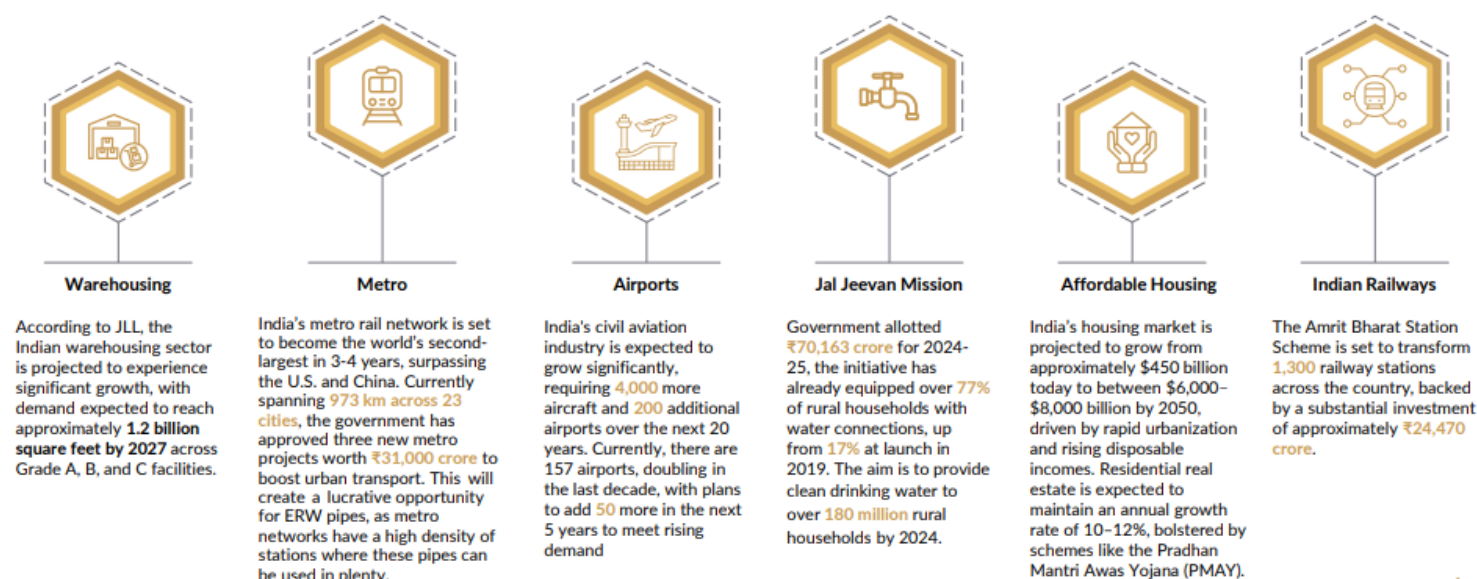 Warehousing
According to JLL, the
Indian warehousing sector
is projected to experience
significant growth, with
demand expected to reach
approximately 1.2 billion
square feet by 2027 across
Grade A, B, and C facilities.
Metro
India's metro rail network is set
to become the world's second-
largest in 3-4 years, surpassing
the U.S. and China. Currently
spanning 973 km across 23
cities, the government has
approved three new metro
projects worth ₹31,000 crore to
boost urban transport. This will
create a lucrative opportunity
for ERW pipes, as metro
networks have a high density of
stations where these pipes can
be used in plenty.
Airports
India's civil aviation
industry is expected to
grow significantly,
requiring 4,000 more
aircraft and 200 additional
airports over the next 20
years. Currently, there are
157 airports, doubling in
the last decade, with plans
to add 50 more in the next
5 years to meet rising
demand
Jal Jeevan Mission
Government allotted
₹70,163 crore for 2024-
25, the initiative has
already equipped over 77%
of rural households with
water connections, up
from 17% at launch in
2019. The aim is to provide
clean drinking water to
over 180 million rural
households by 2024.
Affordable Housing
India's housing market is
projected to grow from
approximately $450 billion
today to between $6,000–
$8,000 billion by 2050,
driven by rapid urbanization
and rising disposable
incomes. Residential real
estate is expected to
maintain an annual growth
rate of 10–12%, bolstered by
schemes like the Pradhan
Mantri Awas Yojana (PMAY).
Indian Railways
The Amrit Bharat Station
Scheme is set to transform
1,300 railway stations
across the country, backed
by a substantial investment
of approximately ₹24,470
crore.